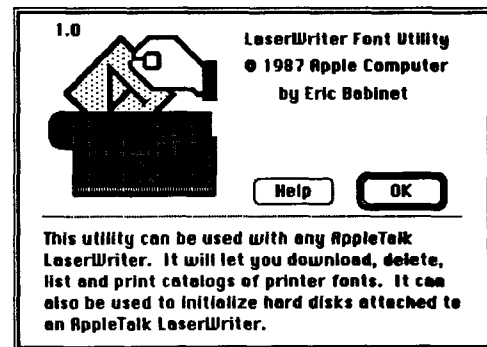 1.0
LaserWriter Font Utility
© 1987 Apple Computer
by Eric Babinet
Help
OK
This utility can be used with any AppleTalk
LaserWriter. It will let you download, delete,
list and print catalogs of printer fonts. It can
also be used to initialize hard disks attached to
an AppleTalk LaserWriter.